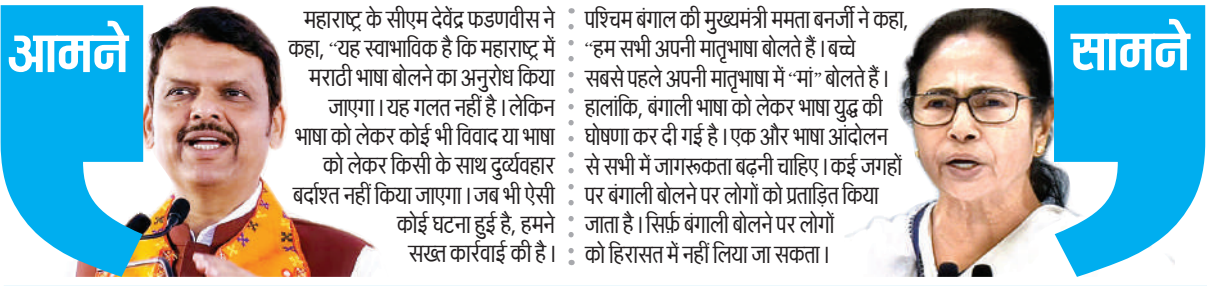 आमने
महाराष्ट्र के सीएम देवेंद्र फडणवीस ने
कहा, “यह स्वाभाविक है कि महाराष्ट्र में
मराठी भाषा बोलने का अनुरोध किया
जाएगा। यह गलत नहीं है। लेकिन
भाषा को लेकर कोई भी विवाद या भाषा
को लेकर किसी के साथ दुर्व्यवहार
बर्दाश्त नहीं किया जाएगा। जब भी ऐसी
कोई घटना हुई है, हमने
सख्त कार्रवाई की है।
पश्चिम बंगाल की मुख्यमंत्री ममता बनर्जी ने कहा,
“हम सभी अपनी मातृभाषा बोलते हैं। बच्चे
सबसे पहले अपनी मातृभाषा में “मां” बोलते हैं।
हालांकि, बंगाली भाषा को लेकर भाषा युद्ध की
घोषणा कर दी गई है। एक और भाषा आंदोलन
से सभी में जागरूकता बढ़नी चाहिए। कई जगहों
पर बंगाली बोलने पर लोगों को प्रताड़ित किया
जाता है। सिर्फ़ बंगाली बोलने पर लोगों
को हिरासत में नहीं लिया जा सकता।
सामने